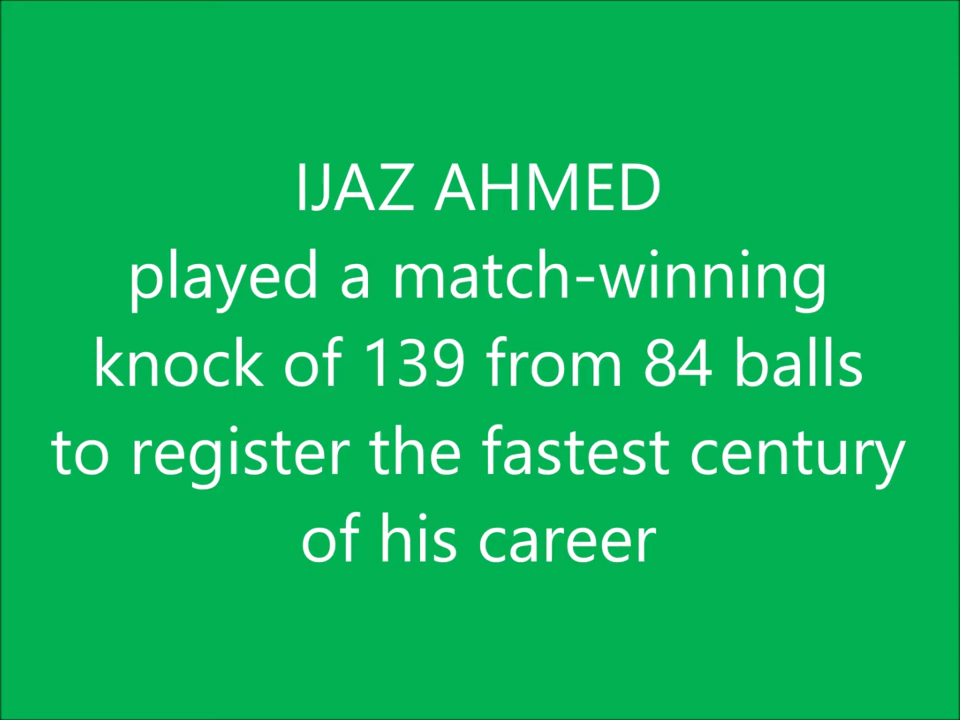 IJAZ AHMED
played a match-winning
knock of 139 from 84 balls
to register the fastest century
of his career